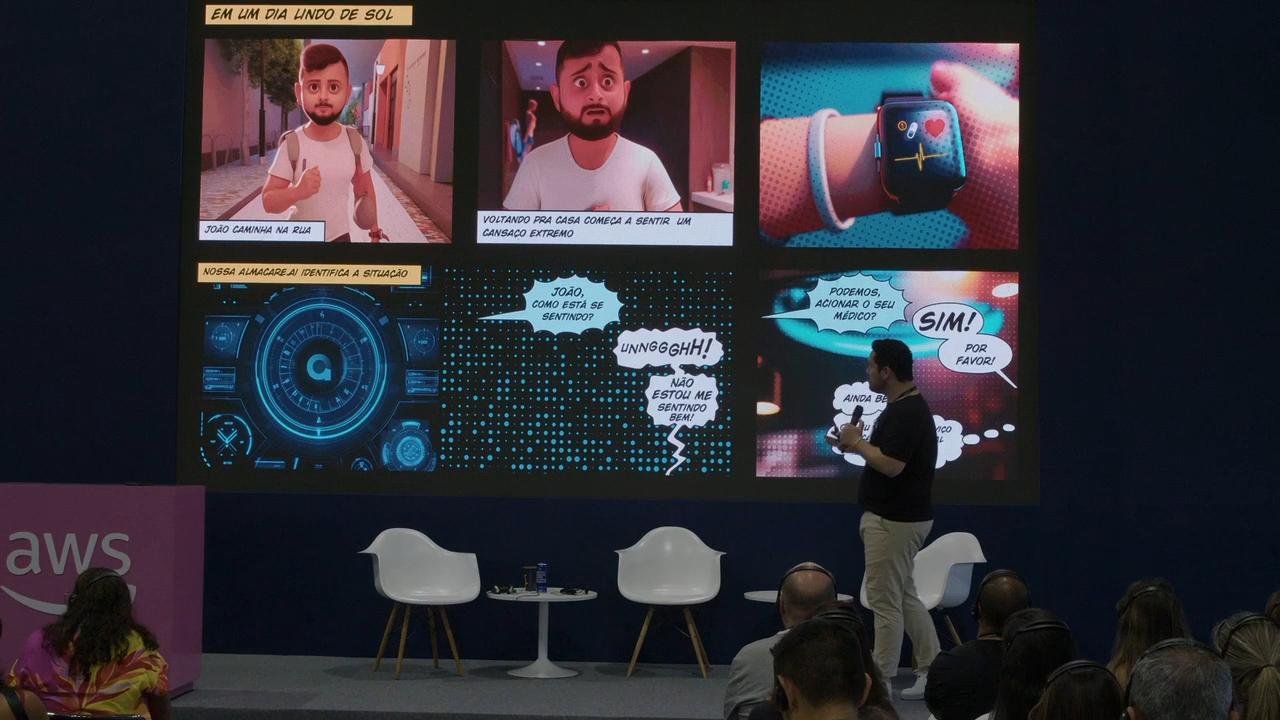 EM UM DIA LINDO DE SOL
JOÃO CAMINHA NA RUA
VOLTANDO PRA CASA COMEÇA A SENTIR UM
CANSAÇO EXTREMO
NOSSA ALMACARE.AI IDENTIFICA A SITUAÇÃO
a
JOÃO,
COMO ESTÁ SE
SENTINDO?
UNNGGGHH!
NÃO
ESTOU ME
SENTINDO
BEM!
PODEMOS,
ACIONAR O SEU
MÉDICO?
SIM!
POR
FAVOR!
AINDA
aws